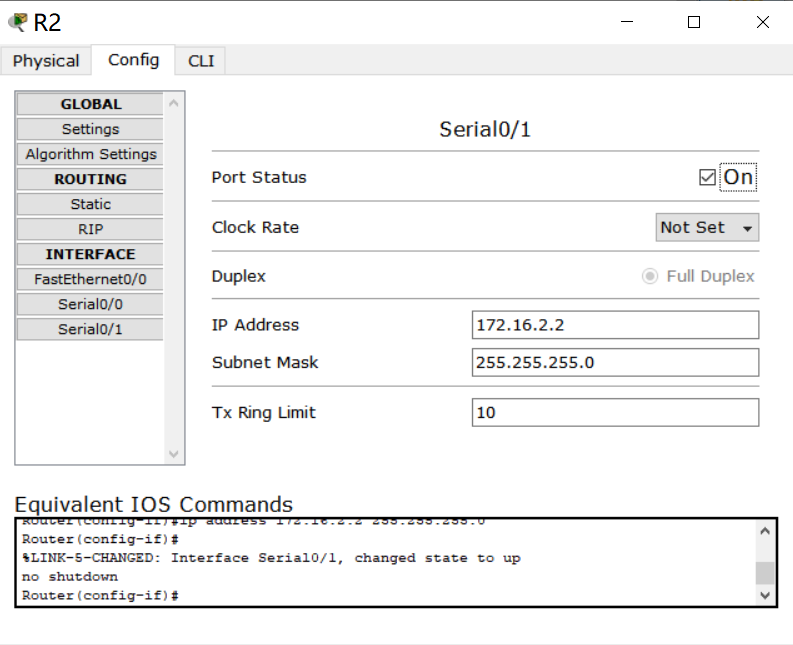 R2
Physical Config CLI
GLOBAL
Settings
Algorithm Settings
ROUTING
Static
RIP
INTERFACE
FastEthernet0/0
Serial0/0
Serial0/1
Serial0/1
Port Status On
Clock Rate Not Set
Duplex Full Duplex
IP Address 172.16.2.2
Subnet Mask 255.255.255.0
Tx Ring Limit 10
Equivalent IOS Commands
Router(config-if)#ip address 172.16.2.2 255.255.255.0
Router(config-if)#
%LINK-5-CHANGED: Interface Serial0/1, changed state to up
no shutdown
Router(config-if)#